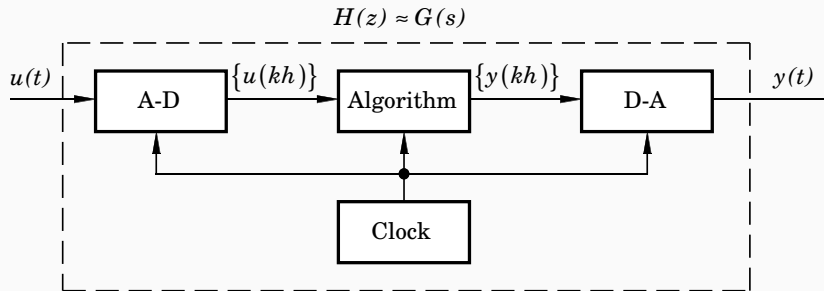 H(z) ≈ G(s)
u(t)
A-D
{u(kh)}
Algorithm
{y(kh)}
D-A
y(t)
Clock